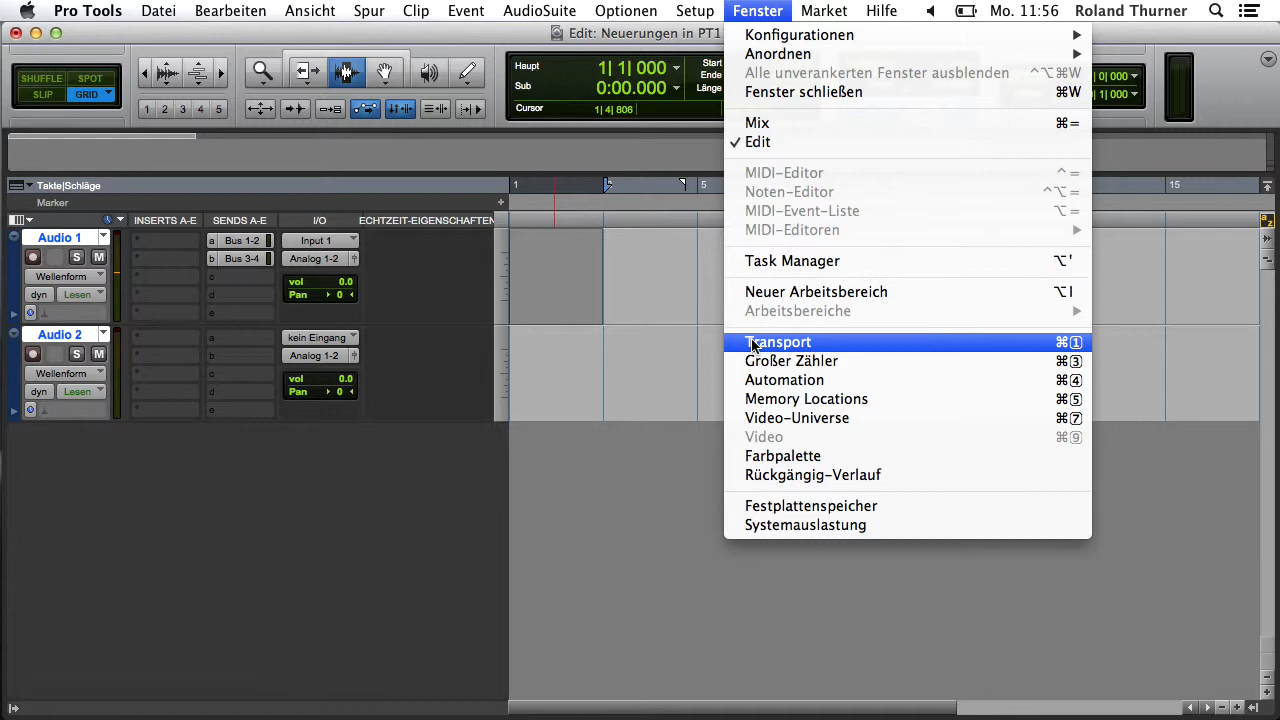 Pro Tools Datei Bearbeiten Ansicht Spur Clip Event AudioSuite Optionen Setup Fenster Market Hilfe Mo. 11:56 Roland Thurner
Edit: Neuerungen in PT1
SHUFFLE SPOT
SLIP GRID
1 2 3 4 5
Haupt 1| 1| 000
Sub 0:00.000
Cursor 1| 4| 806
Start
Ende
Länge
0| 000
1| 000
Konfigurationen
Anordnen
Alle unverankerten Fenster ausblenden ⌃⌥⌘W
Fenster schließen ⌘W
Mix ⌘=
✓ Edit
MIDI-Editor ⌃=
Noten-Editor ⌃⌥=
MIDI-Event-Liste ⌥=
MIDI-Editoren
Task Manager ⌥'
Neuer Arbeitsbereich ⌥I
Arbeitsbereiche
Transport ⌘1
Großer Zähler ⌘3
Automation ⌘4
Memory Locations ⌘5
Video-Universe ⌘7
Video ⌘9
Farbpalette
Rückgängig-Verlauf
Festplattenspeicher
Systemauslastung
Takte|Schläge 1 5 15
Marker
INSERTS A-E SENDS A-E I/O ECHTZEIT-EIGENSCHAFTEN
Audio 1
S M
Wellenform
dyn Lesen
a Bus 1-2
b Bus 3-4
c
d
e
Input 1
Analog 1-2
vol 0.0
Pan 0
Audio 2
S M
Wellenform
dyn Lesen
a
b
c
d
e
kein Eingang
Analog 1-2
vol 0.0
Pan 0
a z